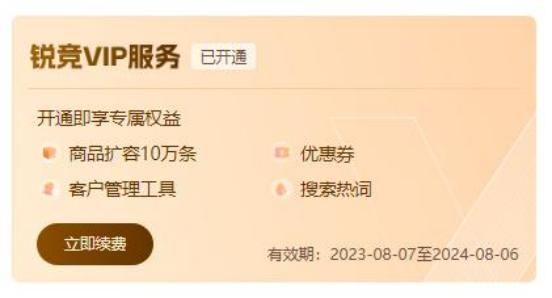 锐竞VIP服务 已开通
开通即享专属权益
商品扩容10万条 优惠券
客户管理工具 搜索热词
立即续费
有效期：2023-08-07至2024-08-06